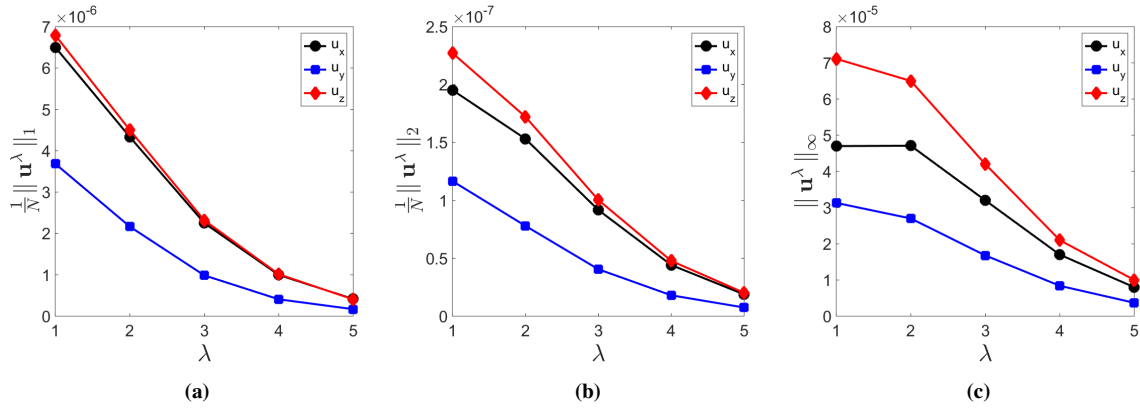 ×10⁻⁶
7
6
5
4
3
2
1
0
1 2 3 4 5
λ
1/N ‖ u^λ ‖₁
u_x
u_y
u_z
(a)
×10⁻⁷
2.5
2
1.5
1
0.5
0
1 2 3 4 5
λ
1/N ‖ u^λ ‖₂
u_x
u_y
u_z
(b)
×10⁻⁵
8
7
6
5
4
3
2
1
0
1 2 3 4 5
λ
‖ u^λ ‖_∞
u_x
u_y
u_z
(c)